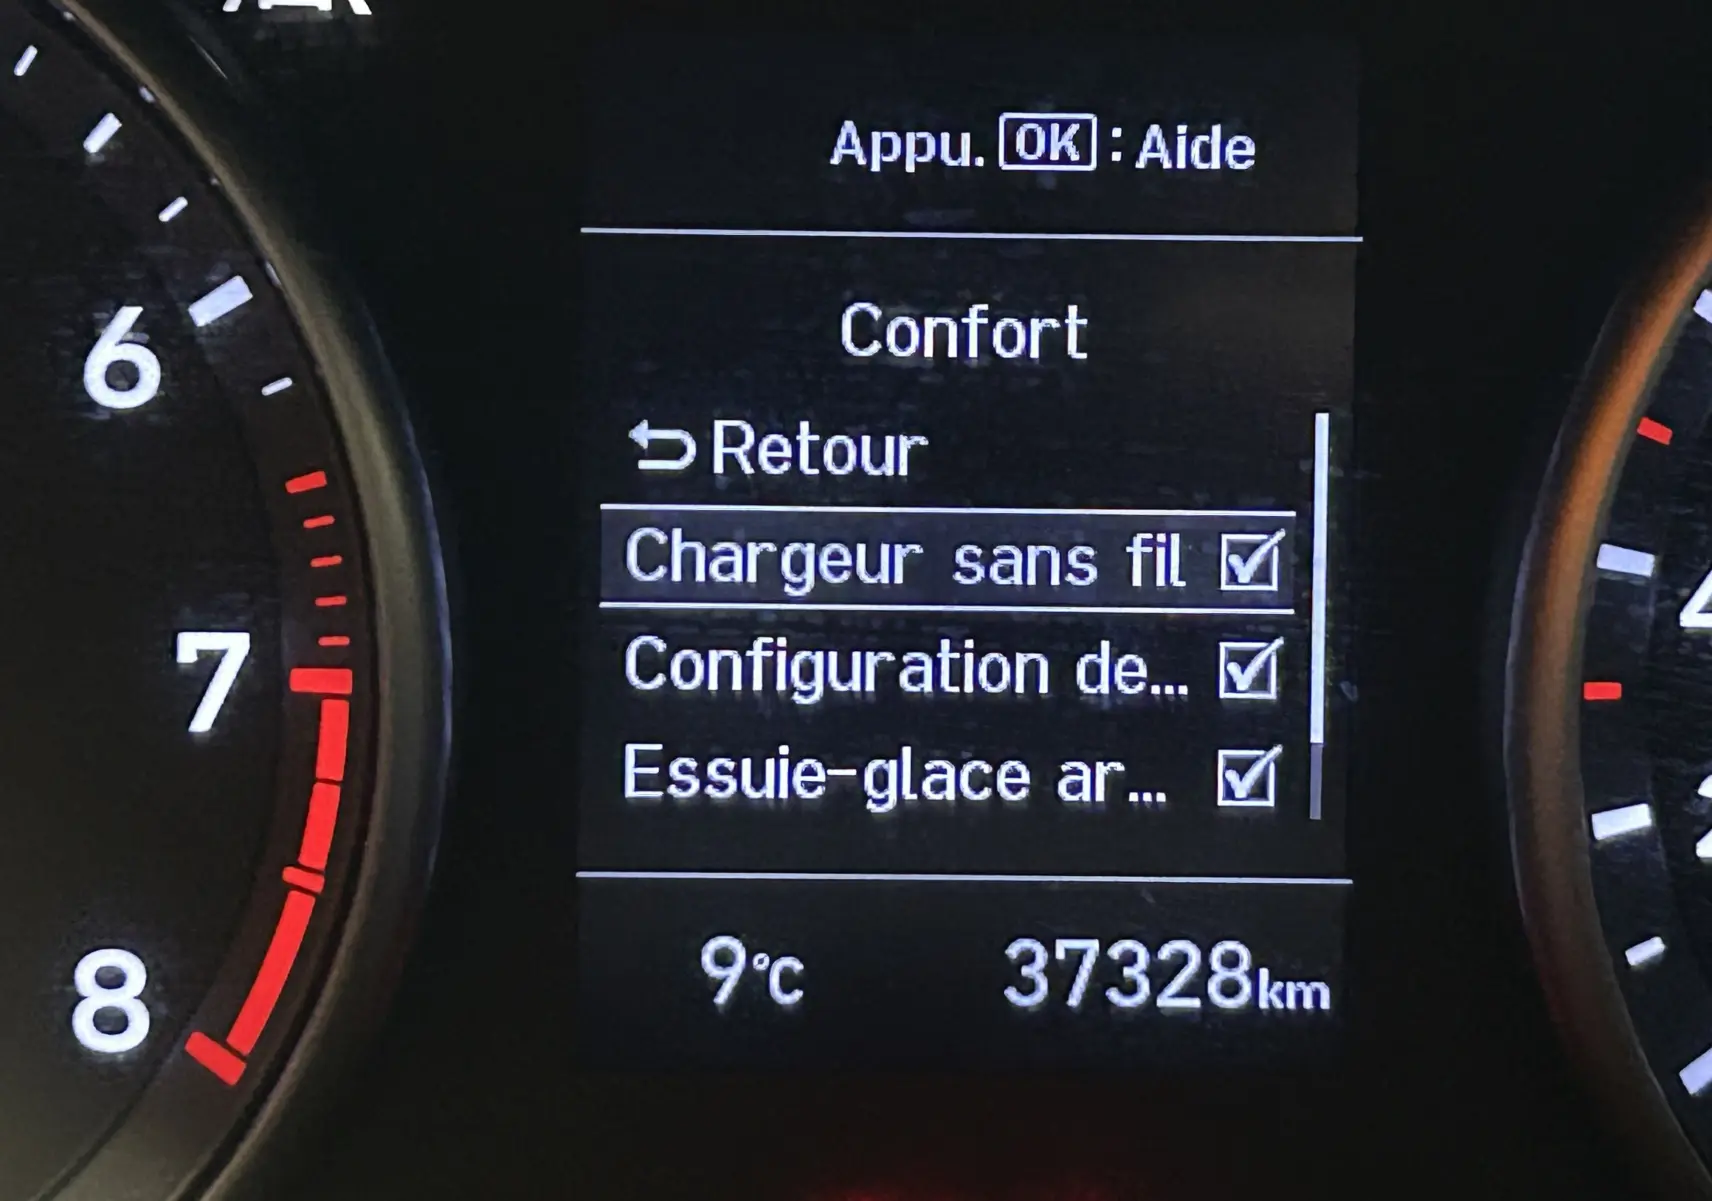 Appu. OK : Aide
Confort
Retour
Chargeur sans fil
Configuration de...
Essuie-glace ar...
9°C 37328km
6
7
8